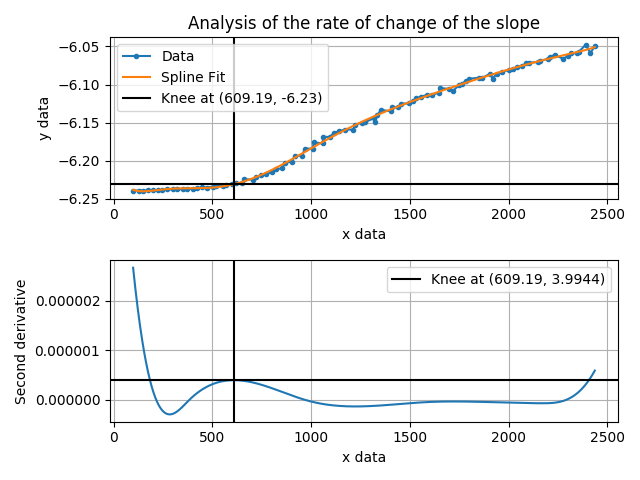 Analysis of the rate of change of the slope
−6.05
−6.10
−6.15
−6.20
−6.25
y data
Data
Spline Fit
Knee at (609.19, -6.23)
0
500
1000
1500
2000
2500
x data
0.000002
0.000001
0.000000
Second derivative
Knee at (609.19, 3.9944)
0
500
1000
1500
2000
2500
x data